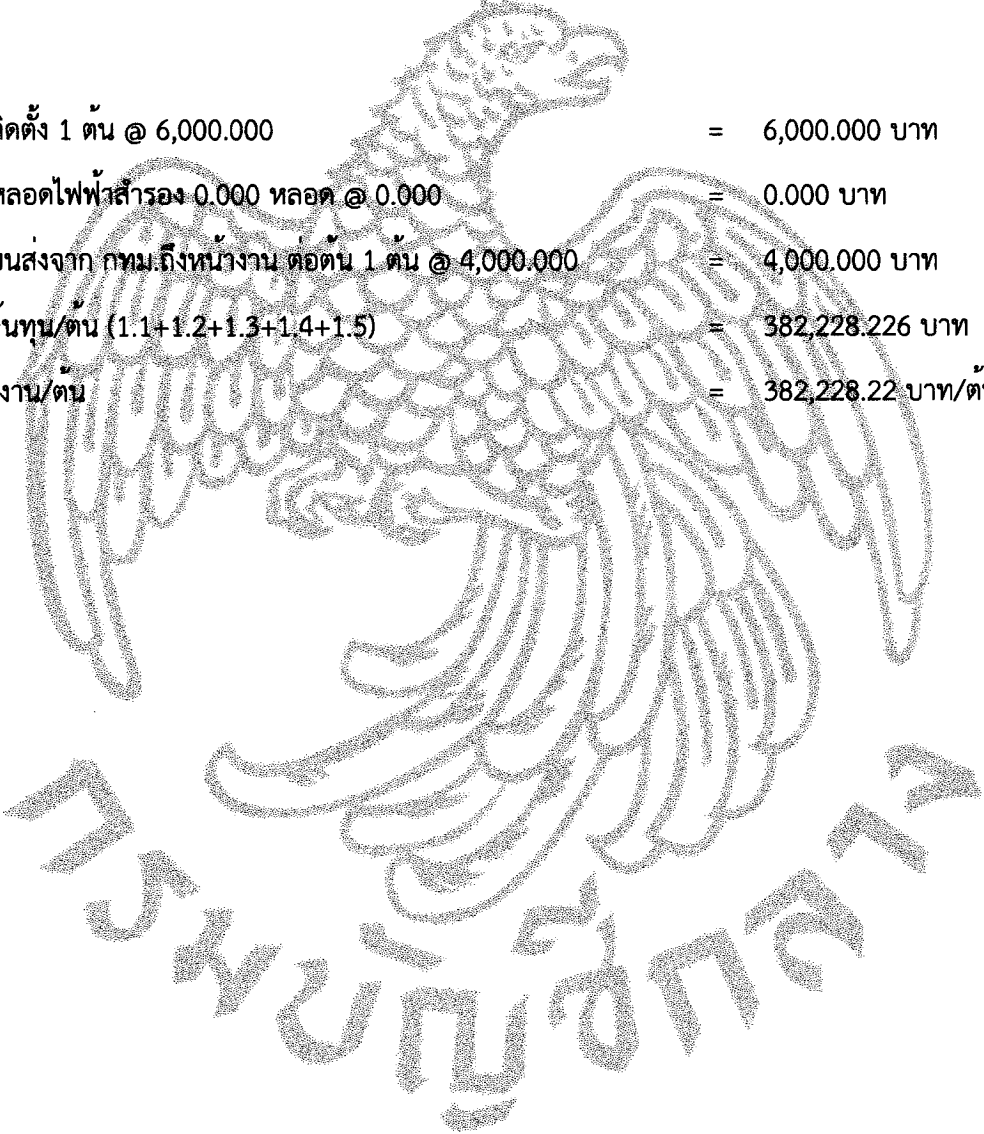 ติดตั้ง 1 ต้น @ 6,000.000 = 6,000.000 บาท
หลอดไฟฟ้าสำรอง 0.000 หลอด @ 0.000 = 0.000 บาท
ขนส่งจาก กทม.ถึงหน้างาน ต่อต้น 1 ต้น @ 4,000.000 = 4,000.000 บาท
้นทุน/ต้น (1.1+1.2+1.3+1.4+1.5) = 382,228.226 บาท
งาน/ต้น = 382,228.22 บาท/ต้
กรมบัญชีกลาง